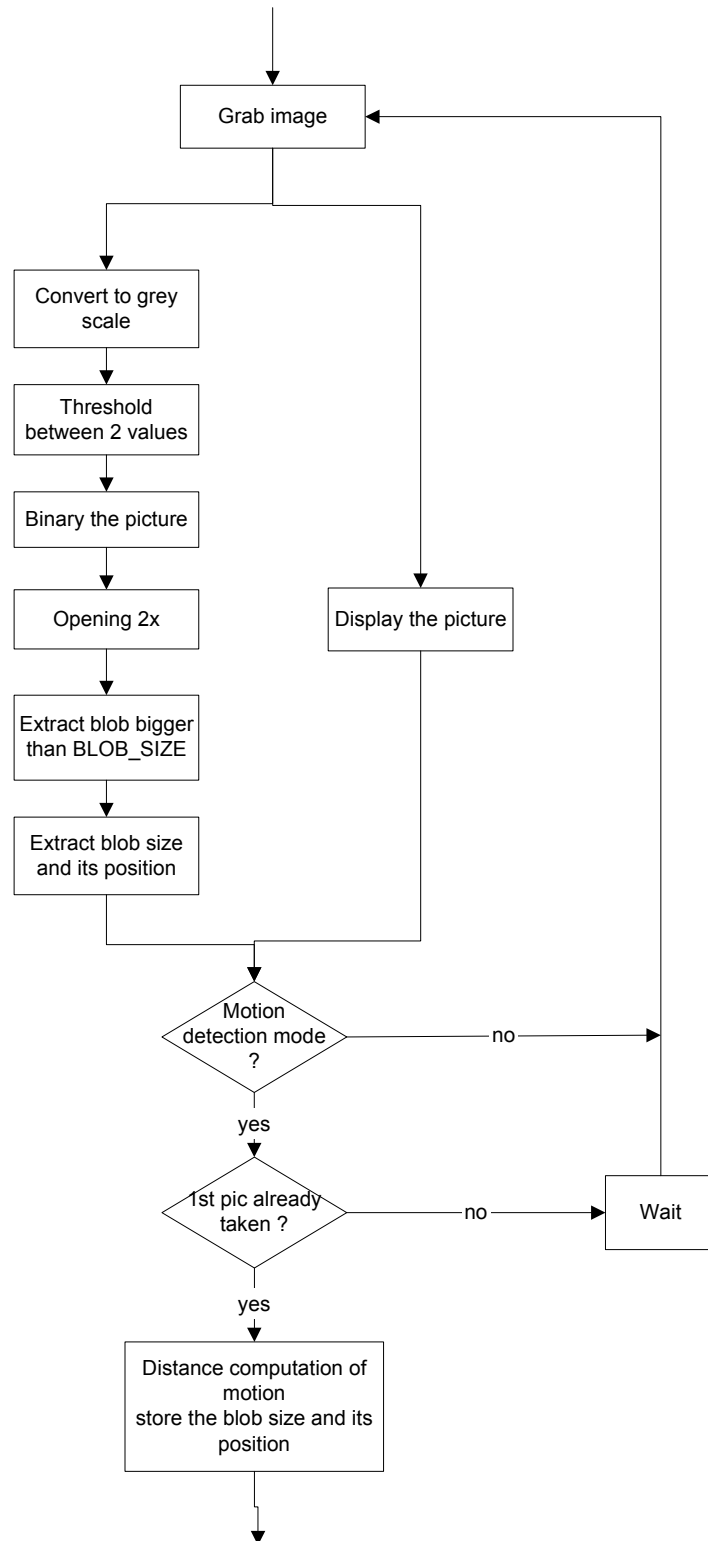 Grab image
Convert to grey
scale
Threshold
between 2 values
Binary the picture
Opening 2x
Display the picture
Extract blob bigger
than BLOB_SIZE
Extract blob size
and its position
Motion
detection mode
?
no
yes
1st pic already
taken ?
no
Wait
yes
Distance computation of
motion
store the blob size and its
position